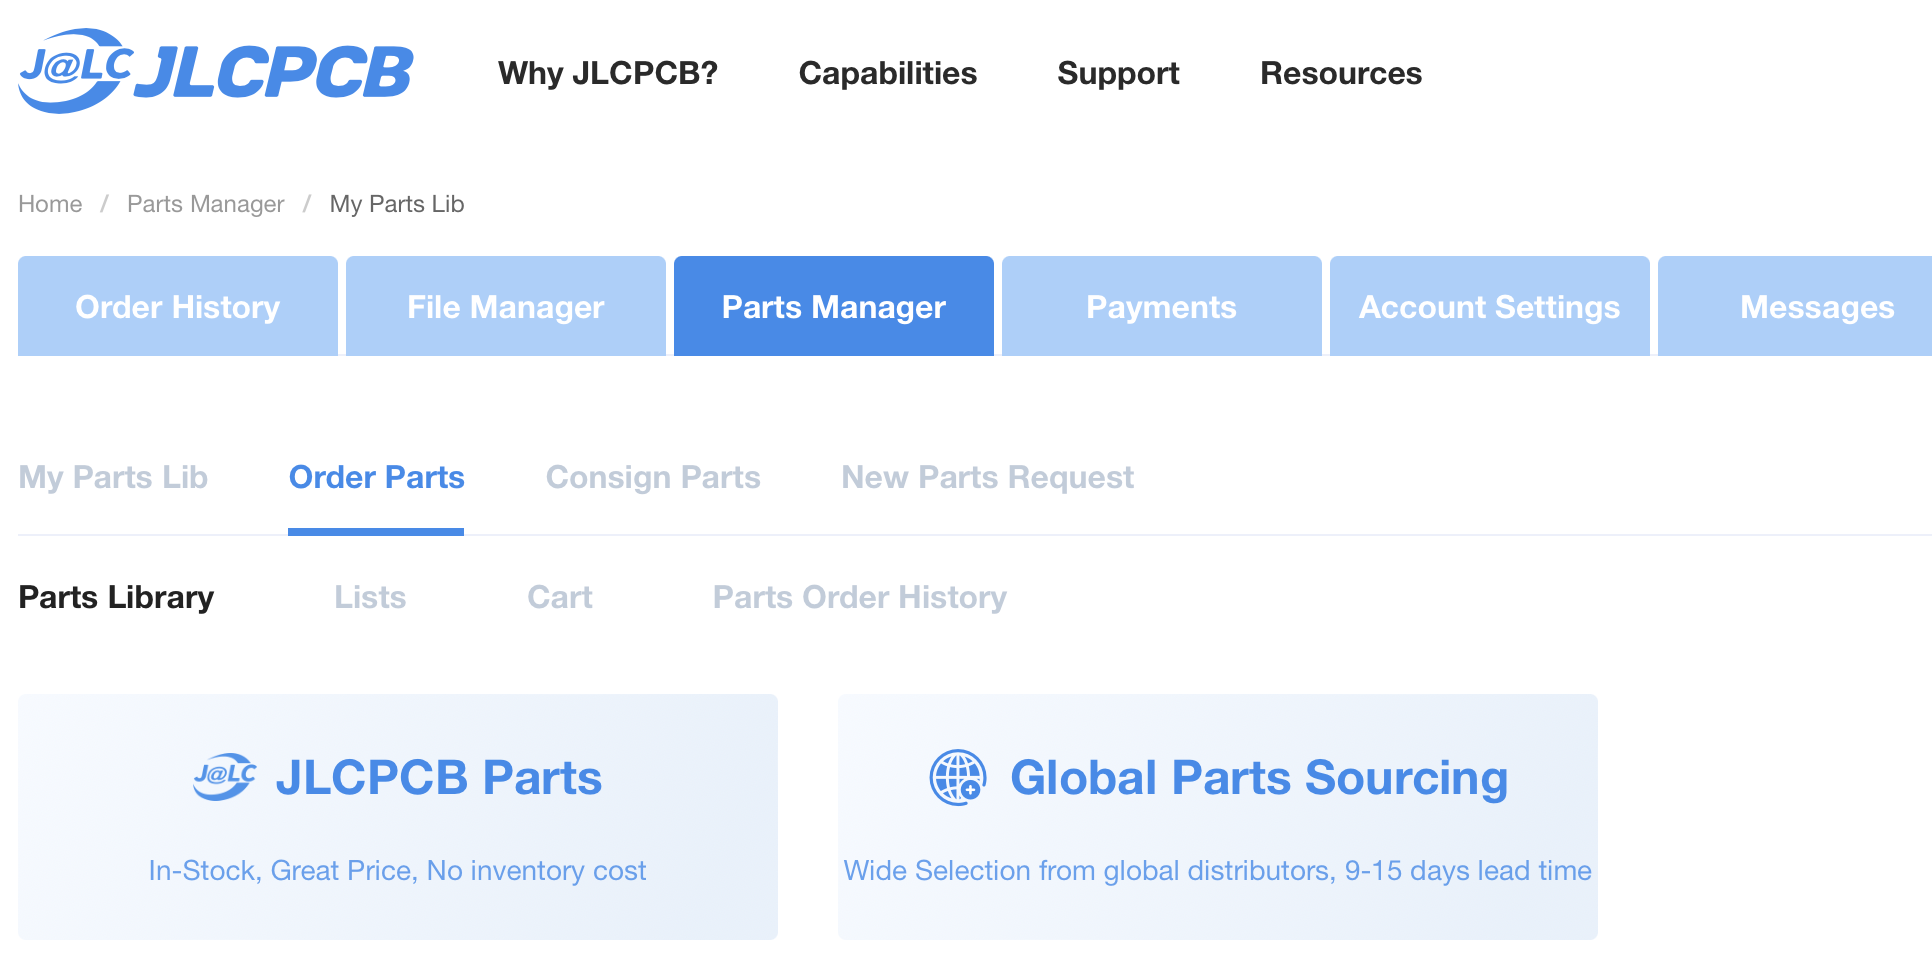 J@LC JLCPCB Why JLCPCB? Capabilities Support Resources
Home / Parts Manager / My Parts Lib
Order History File Manager Parts Manager Payments Account Settings Messages
My Parts Lib Order Parts Consign Parts New Parts Request
Parts Library Lists Cart Parts Order History
J@LC JLCPCB Parts
In-Stock, Great Price, No inventory cost
Global Parts Sourcing
Wide Selection from global distributors, 9-15 days lead time